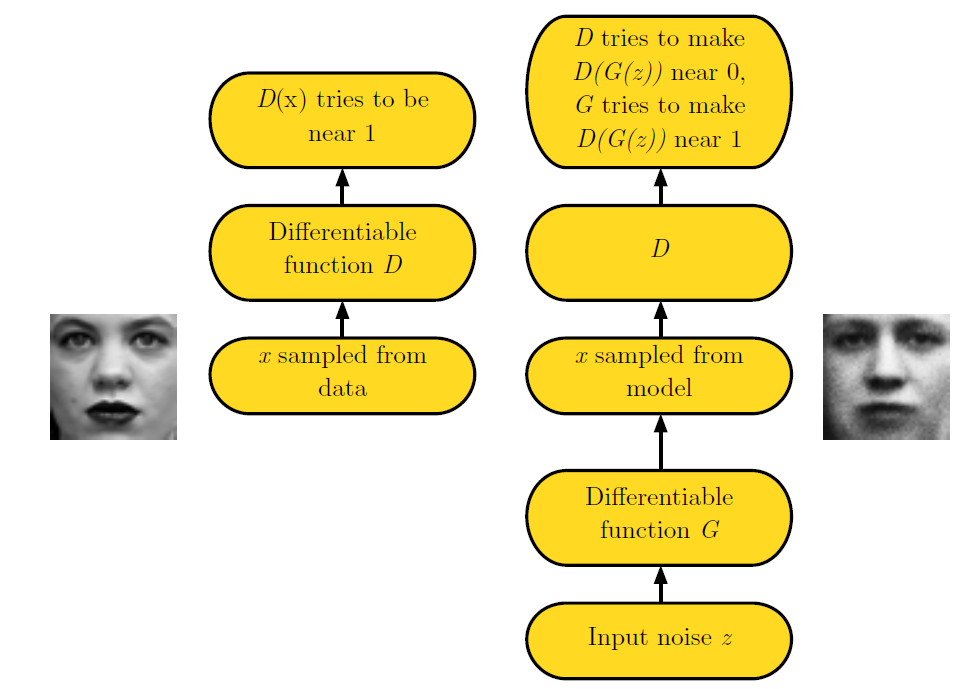 D(x) tries to be
near 1
Differentiable
function D
x sampled from
data
D tries to make
D(G(z)) near 0,
G tries to make
D(G(z)) near 1
D
x sampled from
model
Differentiable
function G
Input noise z